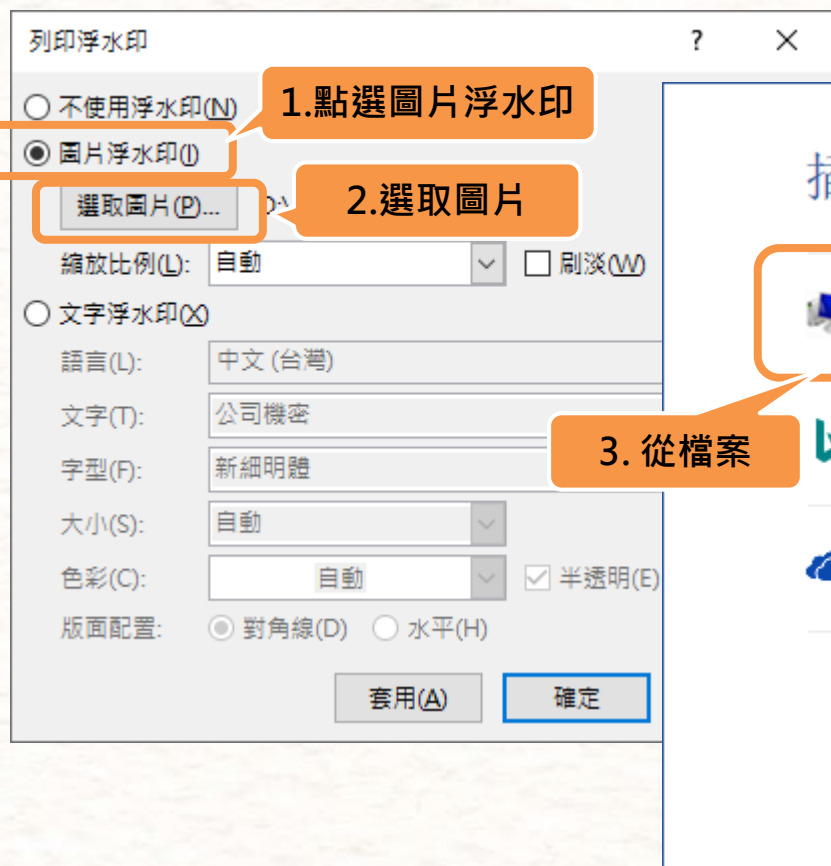 列印浮水印
?
不使用浮水印(N)
1.點選圖片浮水印
圖片浮水印(I)
選取圖片(P)...
2.選取圖片
縮放比例(L): 自動 刷淡(W)
文字浮水印(X)
語言(L): 中文 (台灣)
文字(T): 公司機密
3. 從檔案
字型(F): 新細明體
大小(S): 自動
色彩(C): 自動 半透明(E)
版面配置: 對角線(D) 水平(H)
套用(A) 確定